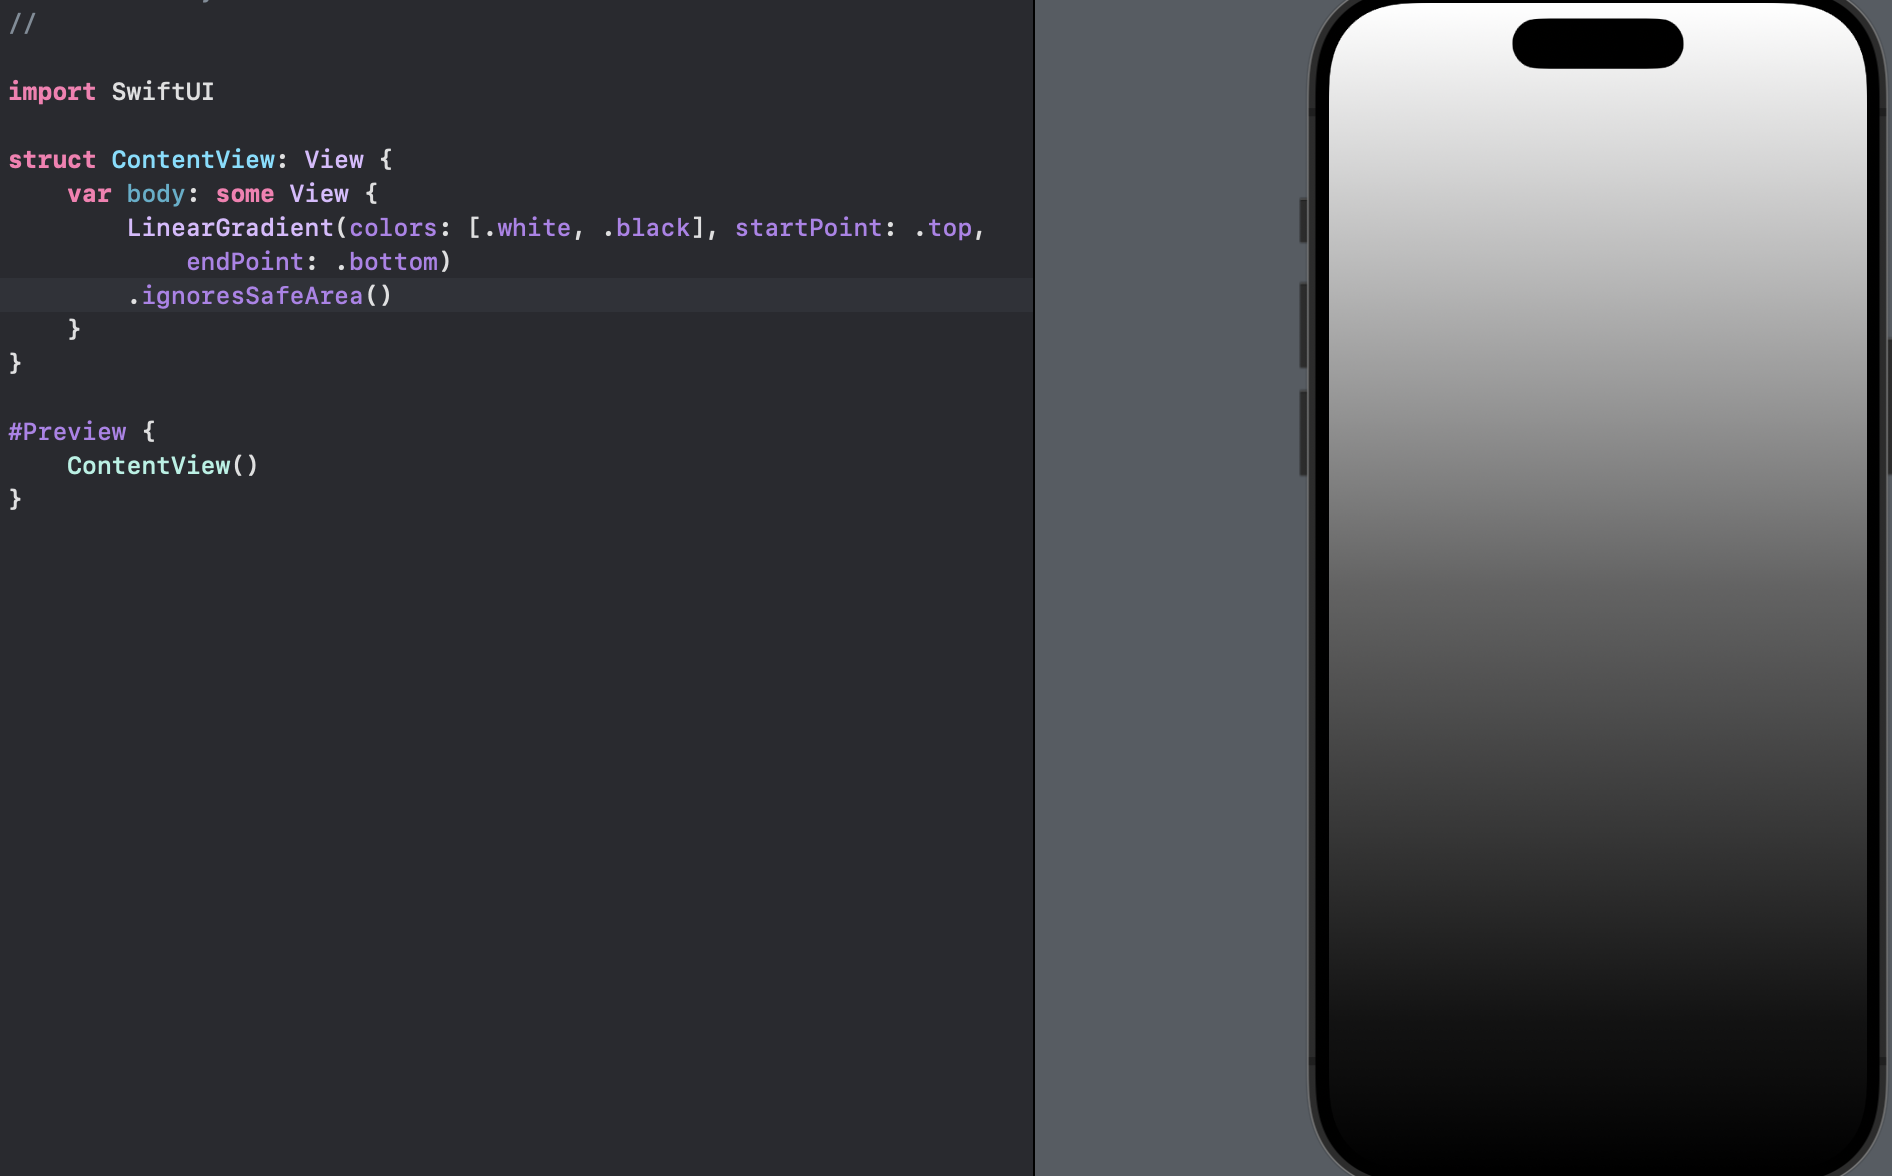 //
import SwiftUI
struct ContentView: View {
    var body: some View {
        LinearGradient(colors: [.white, .black], startPoint: .top,
            endPoint: .bottom)
        .ignoresSafeArea()
    }
}
#Preview {
    ContentView()
}